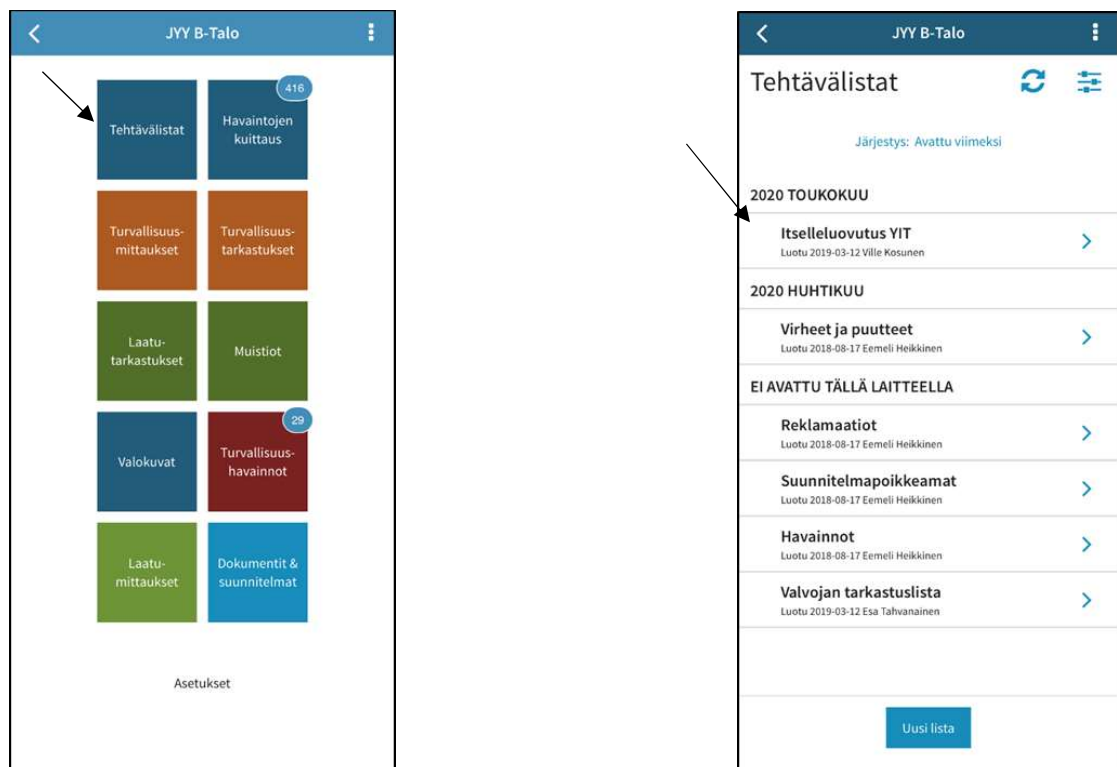 JYY B-Talo
Tehtävälistat
416
Havaintojen
kuittaus
Turvallisuus-
mittaukset
Turvallisuus-
tarkastukset
Laatu-
tarkastukset
Muistiot
Valokuvat
29
Turvallisuus-
havainnot
Laatu-
mittaukset
Dokumentit &
suunnitelmat
Asetukset
JYY B-Talo
Tehtävälistat
Järjestys: Avattu viimeksi
2020 TOUKOKUU
Itselleluovutus YIT
Luotu 2019-03-12 Ville Kosunen
2020 HUHTIKUU
Virheet ja puutteet
Luotu 2018-08-17 Eemeli Heikkinen
EI AVATTU TÄLLÄ LAITTEELLA
Reklamaatiot
Luotu 2018-08-17 Eemeli Heikkinen
Suunnitelmapoikkeamat
Luotu 2018-08-17 Eemeli Heikkinen
Havainnot
Luotu 2018-08-17 Eemeli Heikkinen
Valvojan tarkastuslista
Luotu 2019-03-12 Esa Tahvanainen
Uusi lista